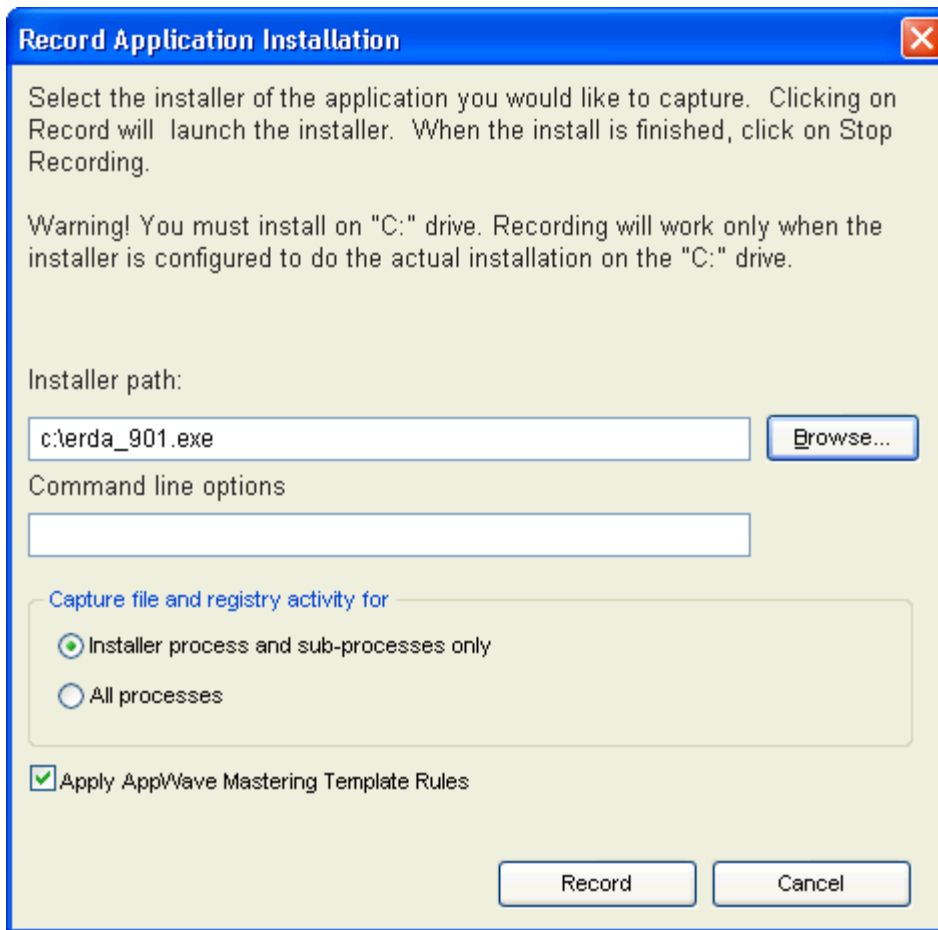 Record Application Installation
Select the installer of the application you would like to capture.  Clicking on
Record will  launch the installer.  When the install is finished, click on Stop
Recording.
Warning! You must install on "C:" drive. Recording will work only when the
installer is configured to do the actual installation on the "C:" drive.
Installer path:
c:\erda_901.exe
Browse...
Command line options
Capture file and registry activity for
Installer process and sub-processes only
All processes
Apply AppWave Mastering Template Rules
Record
Cancel